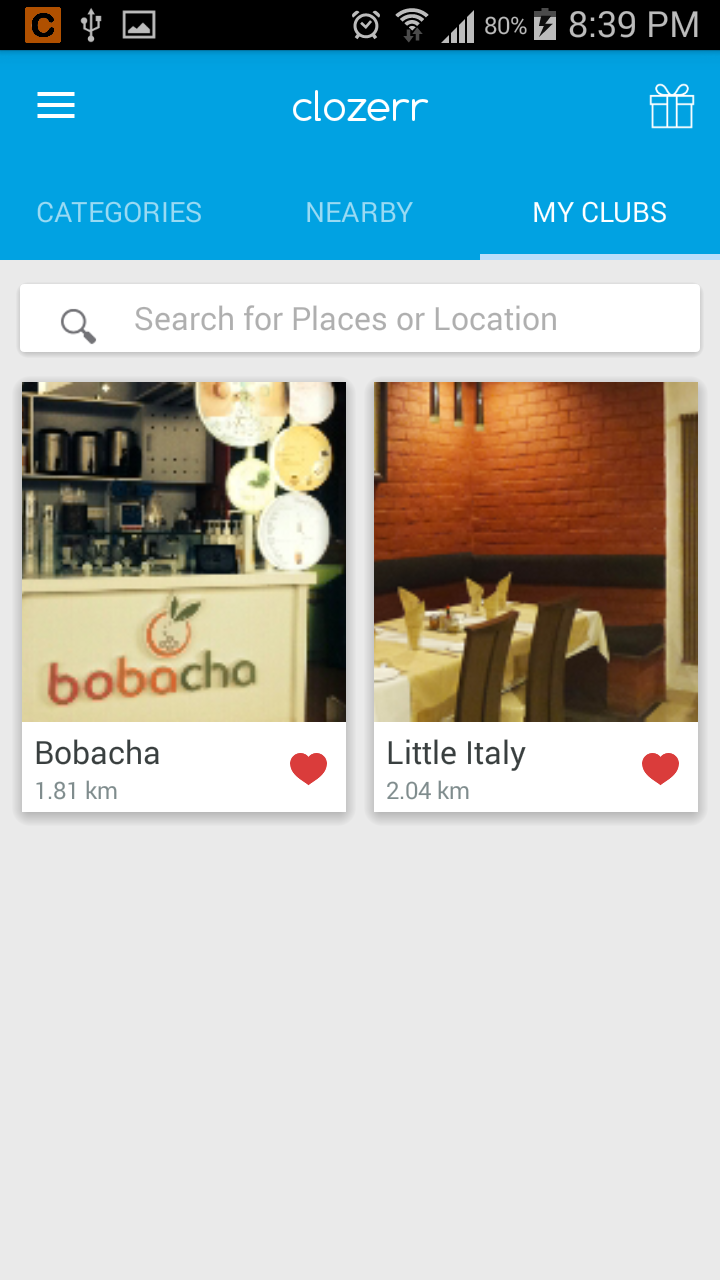 C
80%
8:39 PM
clozerr
CATEGORIES
NEARBY
MY CLUBS
Search for Places or Location
bobacha
Bobacha
1.81 km
Little Italy
2.04 km